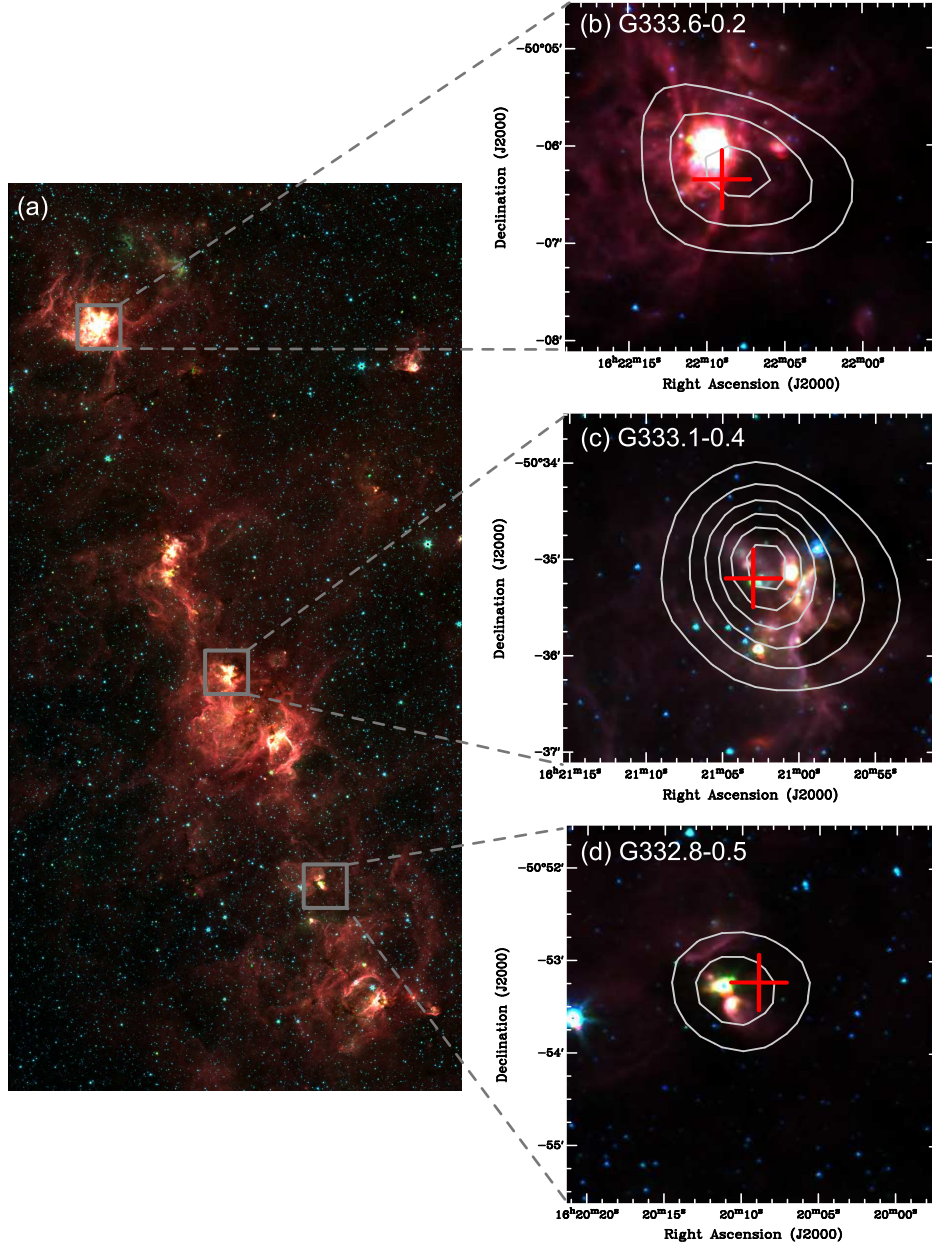 (a)
(b) G333.6-0.2
−50°05′
−06′
−07′
−08′
Declination (J2000)
16ʰ22ᵐ15ˢ 22ᵐ10ˢ 22ᵐ05ˢ 22ᵐ00ˢ
Right Ascension (J2000)
(c) G333.1-0.4
−50°34′
−35′
−36′
−37′
Declination (J2000)
16ʰ21ᵐ15ˢ 21ᵐ10ˢ 21ᵐ05ˢ 21ᵐ00ˢ 20ᵐ55ˢ
Right Ascension (J2000)
(d) G332.8-0.5
−50°52′
−53′
−54′
−55′
Declination (J2000)
16ʰ20ᵐ20ˢ 20ᵐ15ˢ 20ᵐ10ˢ 20ᵐ05ˢ 20ᵐ00ˢ
Right Ascension (J2000)